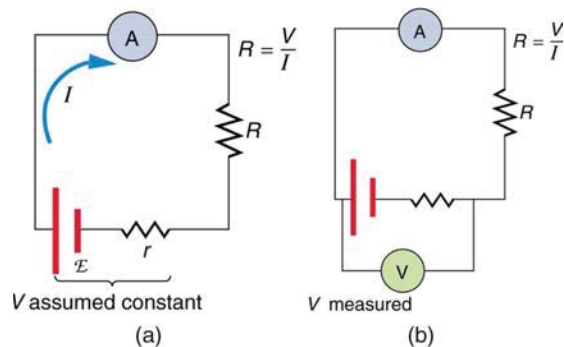 A
R = V/I
I
R
ℰ
r
V assumed constant
(a)
A
R = V/I
R
V
V measured
(b)